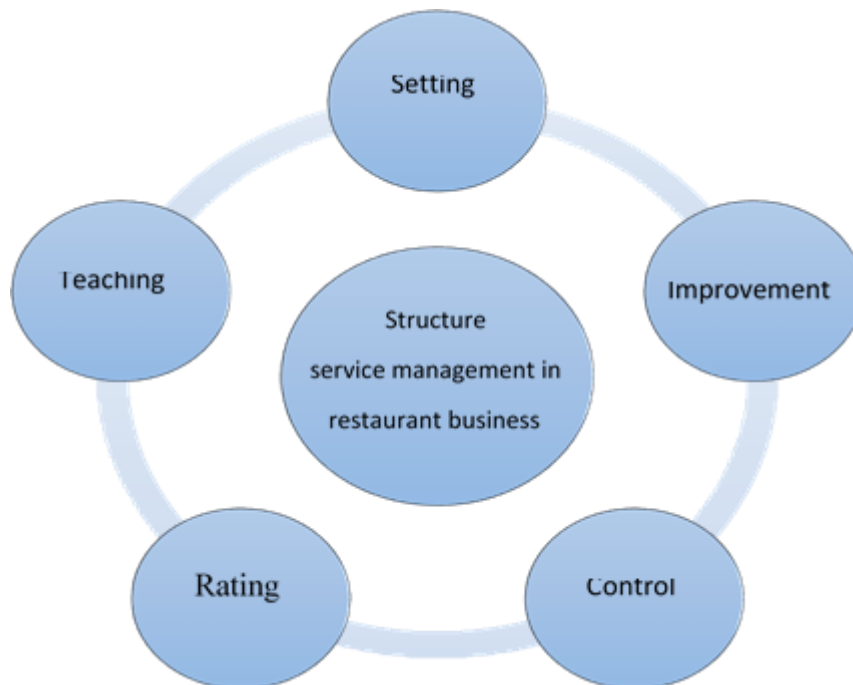 Setting
Teaching
Improvement
Structure
service management in
restaurant business
Rating
Control